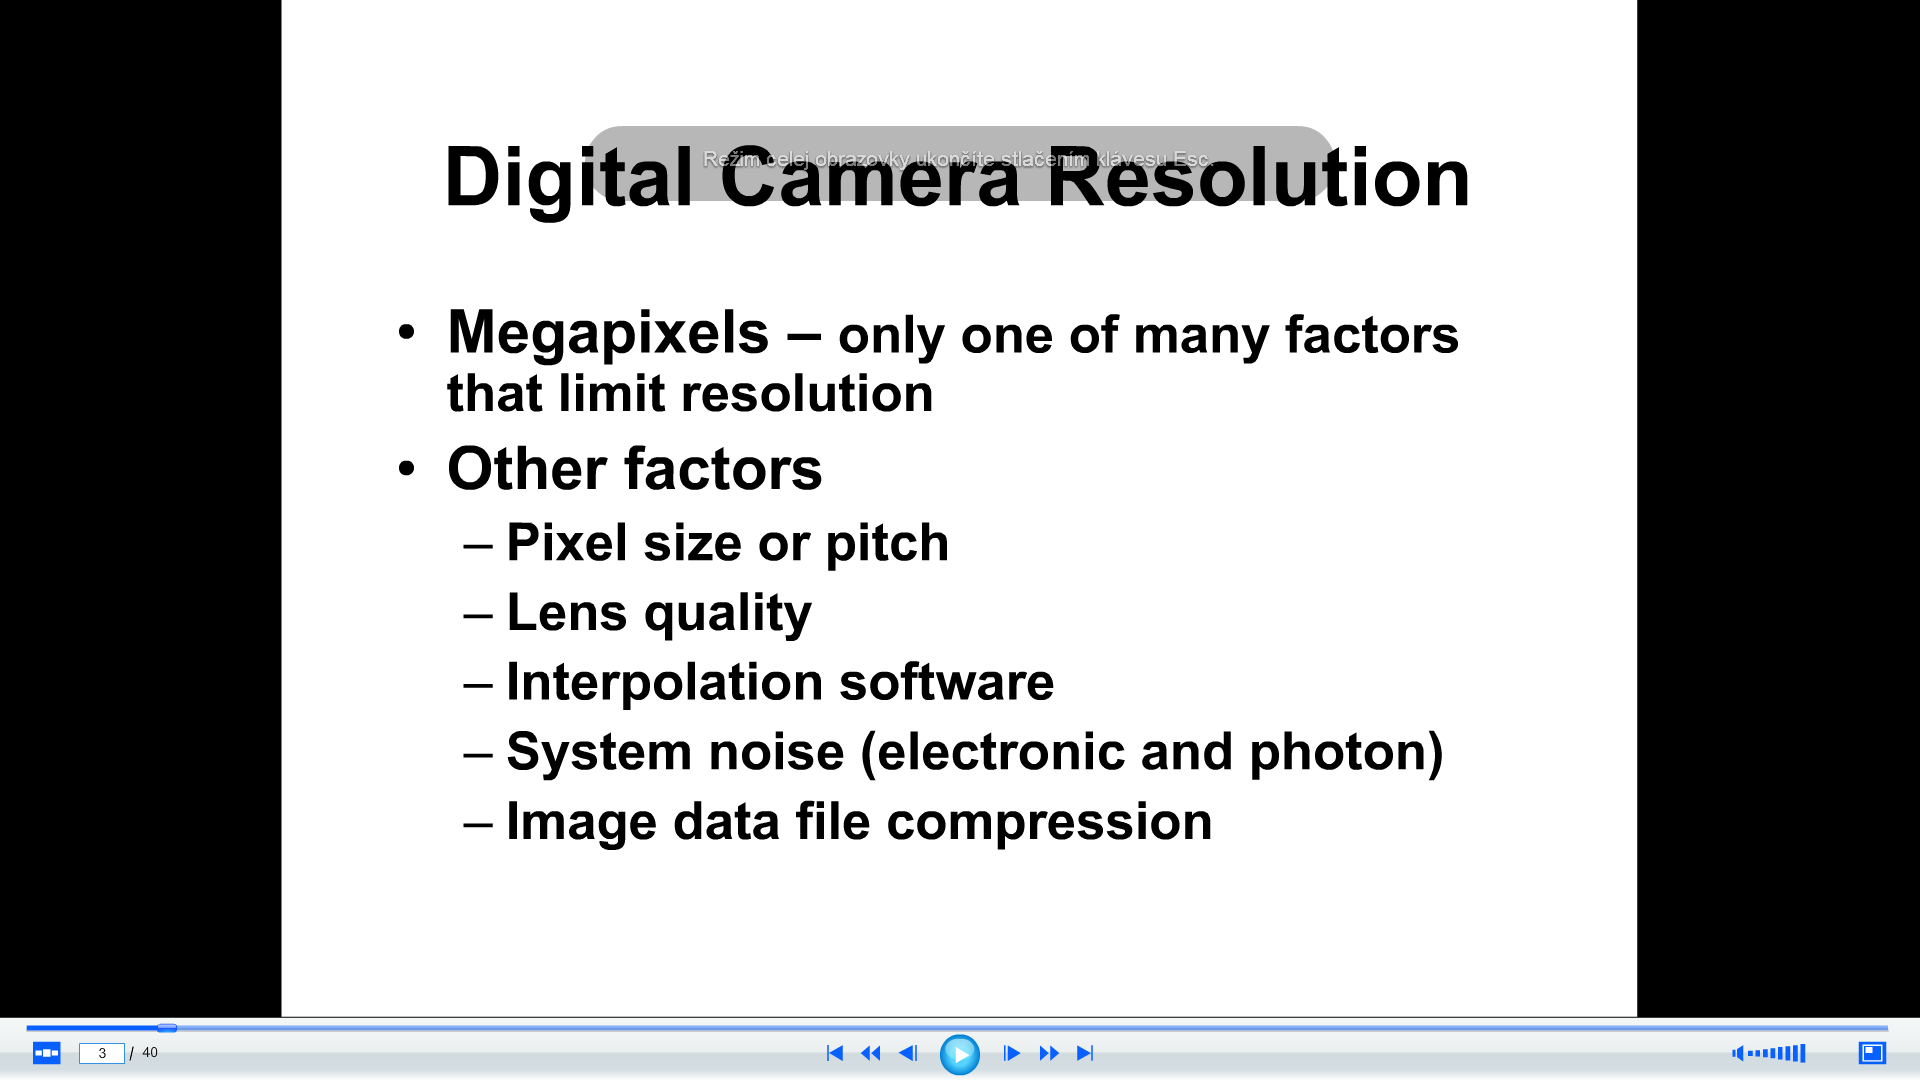 Režim celej obrazovky ukončíte stlačením klávesu Esc.
Digital Camera Resolution
• Megapixels – only one of many factors
that limit resolution
• Other factors
– Pixel size or pitch
– Lens quality
– Interpolation software
– System noise (electronic and photon)
– Image data file compression
3 / 40